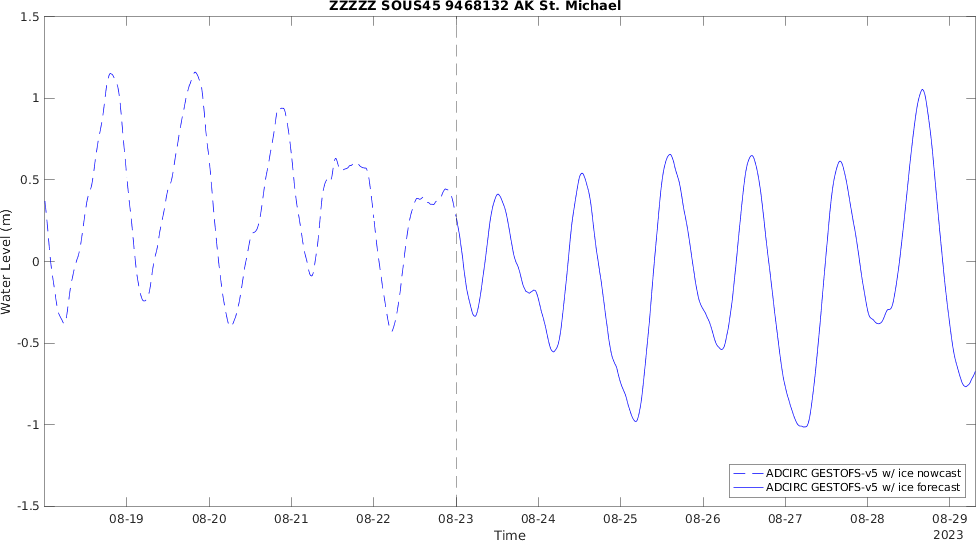 ZZZZZ SOUS45 9468132 AK St. Michael
1.5
1
0.5
0
-0.5
-1
-1.5
Water Level (m)
08-19 08-20 08-21 08-22 08-23 08-24 08-25 08-26 08-27 08-28 08-29
Time
2023
ADCIRC GESTOFS-v5 w/ ice nowcast
ADCIRC GESTOFS-v5 w/ ice forecast